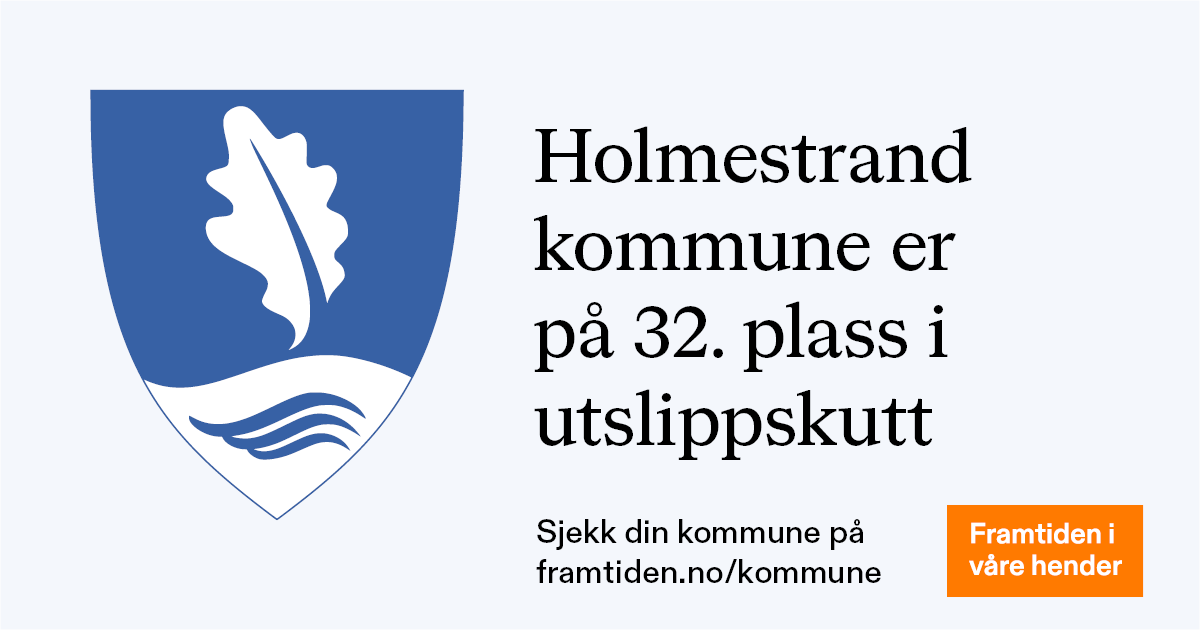 Holmestrand
kommune er
på 32. plass i
utslippskutt
Sjekk din kommune på
framtiden.no/kommune
Framtiden i
våre hender